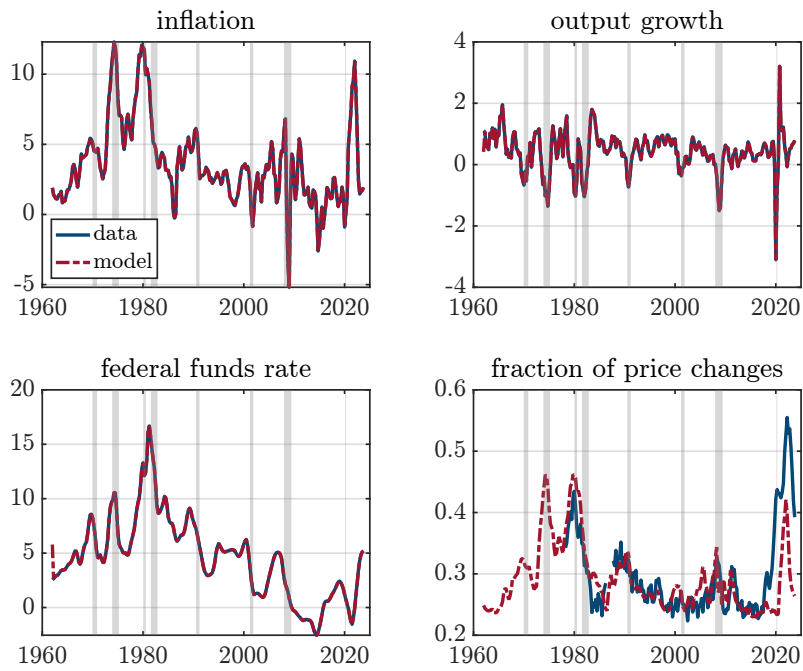 inflation
10
5
0
-5
data
model
1960 1980 2000 2020
output growth
4
2
0
-2
-4
1960 1980 2000 2020
federal funds rate
20
15
10
5
0
1960 1980 2000 2020
fraction of price changes
0.6
0.5
0.4
0.3
0.2
1960 1980 2000 2020